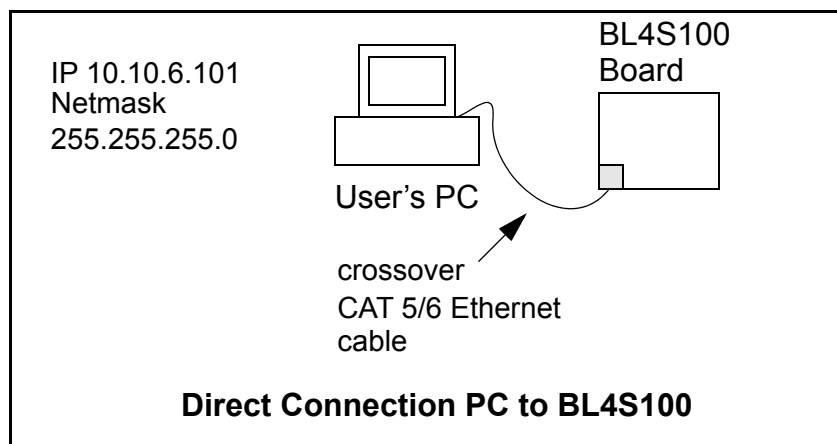 IP 10.10.6.101
Netmask
255.255.255.0
BL4S100
Board
User’s PC
crossover
CAT 5/6 Ethernet
cable
Direct Connection PC to BL4S100